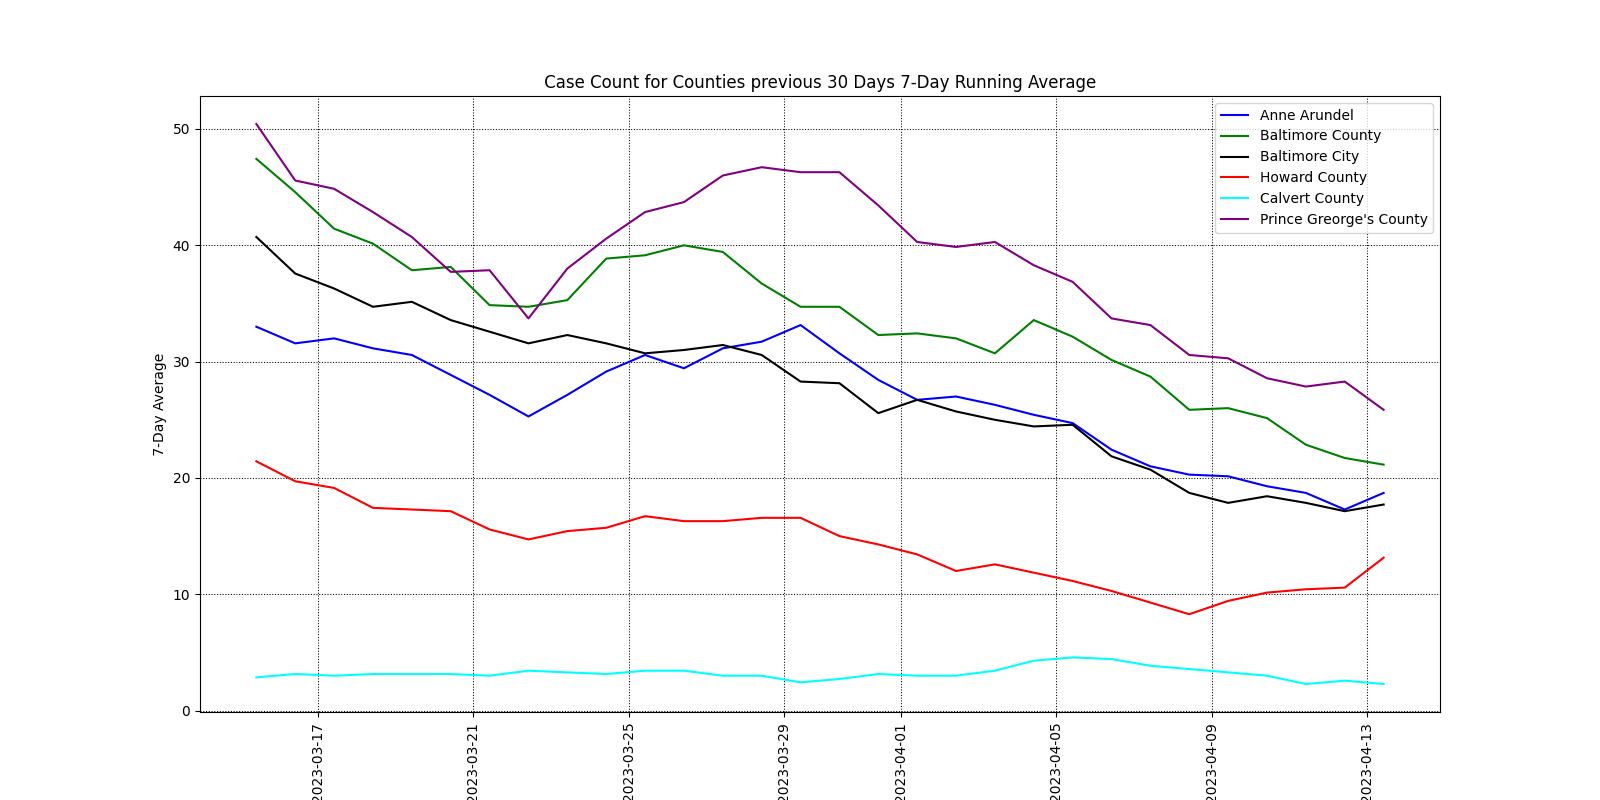 Case Count for Counties previous 30 Days 7-Day Running Average
Anne Arundel
Baltimore County
Baltimore City
Howard County
Calvert County
Prince Greorge's County
7-Day Average
50
40
30
20
10
0
2023-03-17
2023-03-21
2023-03-25
2023-03-29
2023-04-01
2023-04-05
2023-04-09
2023-04-13